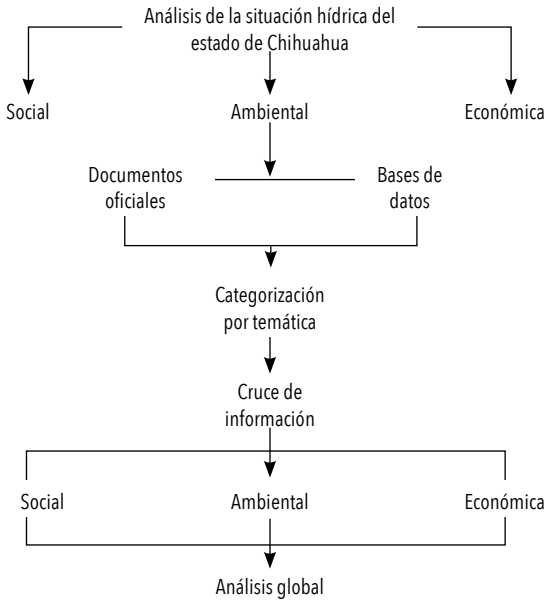 Análisis de la situación hídrica del
estado de Chihuahua
Social
Ambiental
Económica
Documentos
oficiales
Bases de
datos
Categorización
por temática
Cruce de
información
Social
Ambiental
Económica
Análisis global